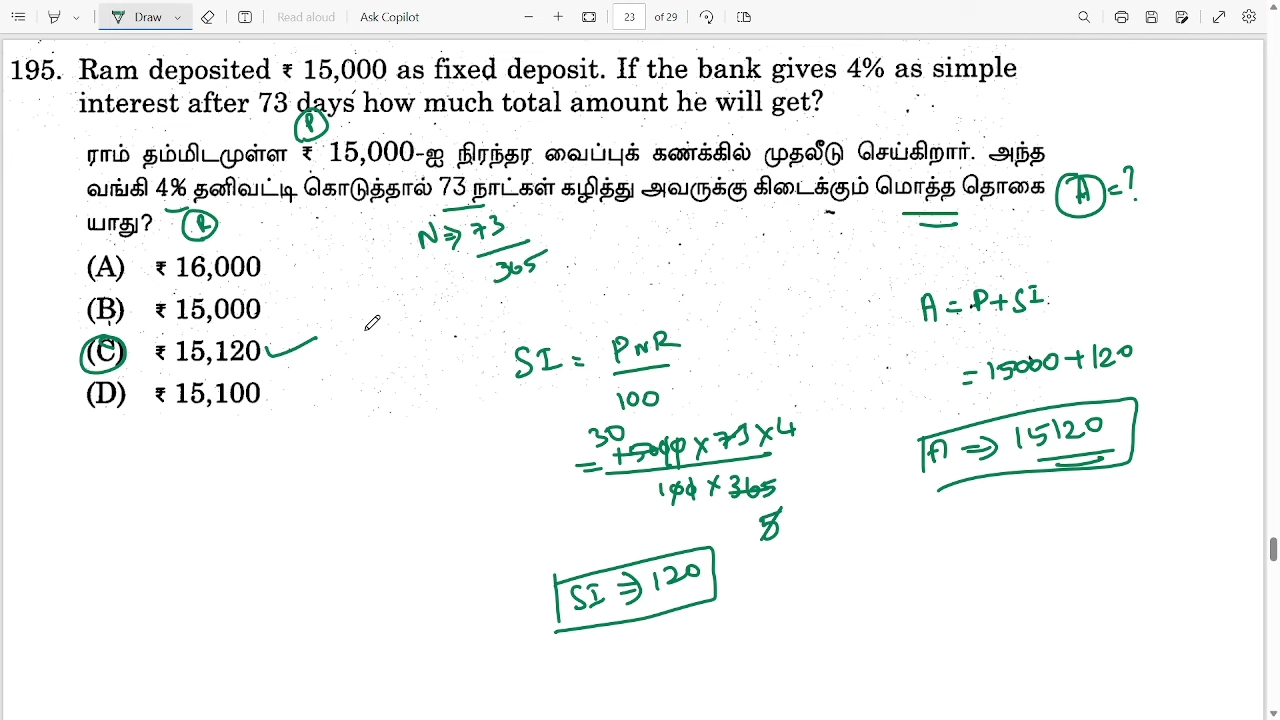 Draw
Read aloud
Ask Copilot
23
of 29
195. Ram deposited ₹ 15,000 as fixed deposit. If the bank gives 4% as simple
interest after 73 days how much total amount he will get?
P
ராம் தம்மிடமுள்ள ₹ 15,000-ஐ நிரந்தர வைப்புக் கணக்கில் முதலீடு செய்கிறார். அந்த
வங்கி 4% தனிவட்டி கொடுத்தால் 73 நாட்கள் கழித்து அவருக்கு கிடைக்கும் மொத்த தொகை
A = ?
யாது?
R
N ⇒ 73
365
(A) ₹ 16,000
(B) ₹ 15,000
(C) ₹ 15,120
(D) ₹ 15,100
SI = PNR
100
30
= 15000 x 73 x 4
100 x 365
5
SI ⇒ 120
A = P+SI
= 15000 + 120
A ⇒ 15120